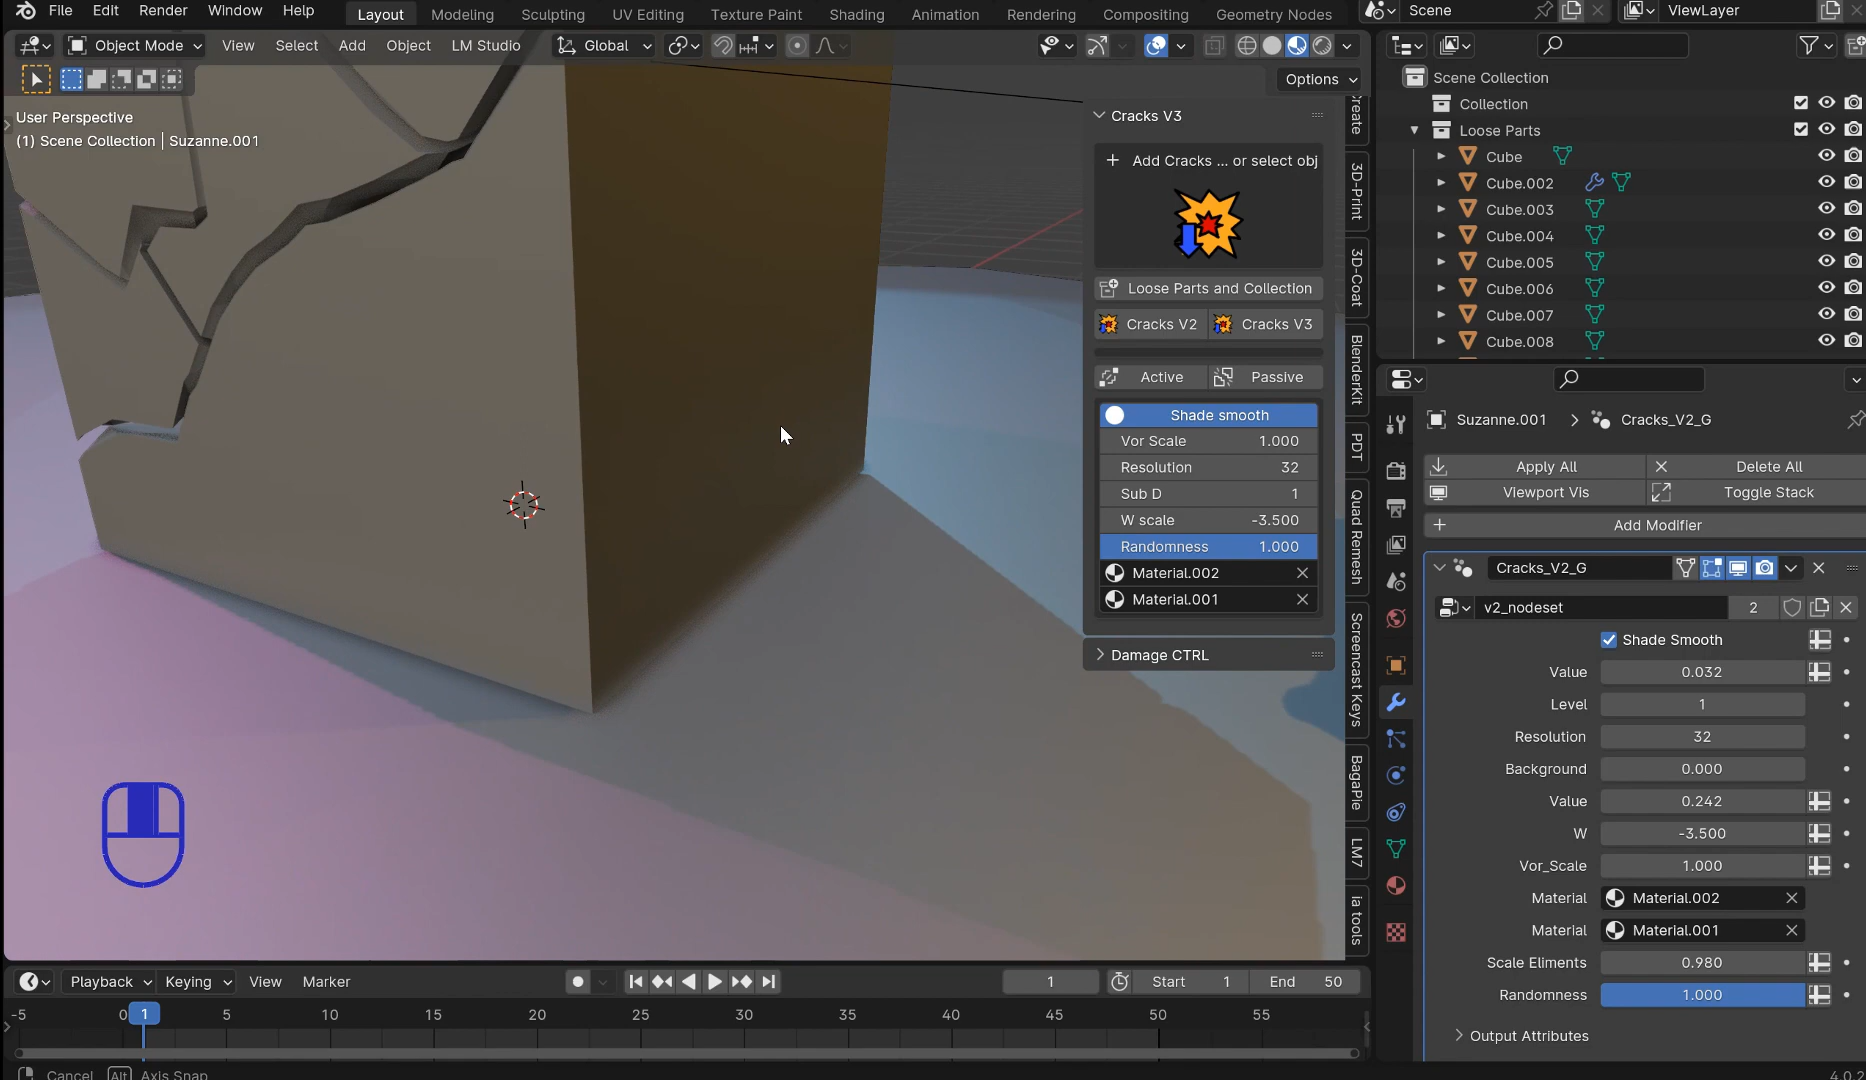 File Edit Render Window Help Layout Modeling Sculpting UV Editing Texture Paint Shading Animation Rendering Compositing Geometry Nodes Scene ViewLayer
Object Mode View Select Add Object LM Studio Global
Options
User Perspective
(1) Scene Collection | Suzanne.001
Cracks V3
Add Cracks ... or select obj
Loose Parts and Collection
Cracks V2 Cracks V3
Active Passive
Shade smooth
Vor Scale 1.000
Resolution 32
Sub D 1
W scale -3.500
Randomness 1.000
Material.002
Material.001
Damage CTRL
reate
3D-Print
3D-Coat
BlenderKit
PDT
Quad Remesh
Screencast Keys
BagaPie
LM7
ia tools
Scene Collection
Collection
Loose Parts
Cube
Cube.002
Cube.003
Cube.004
Cube.005
Cube.006
Cube.007
Cube.008
Suzanne.001 Cracks_V2_G
Apply All Delete All
Viewport Vis Toggle Stack
Add Modifier
Cracks_V2_G
v2_nodeset 2
Shade Smooth
Value 0.032
Level 1
Resolution 32
Background 0.000
Value 0.242
W -3.500
Vor_Scale 1.000
Material Material.002
Material Material.001
Scale Eliments 0.980
Randomness 1.000
Output Attributes
Playback Keying View Marker 1 Start 1 End 50
-5 0 1 5 10 15 20 25 30 35 40 45 50 55
Cancel Alt Axis Snap
4.0.2